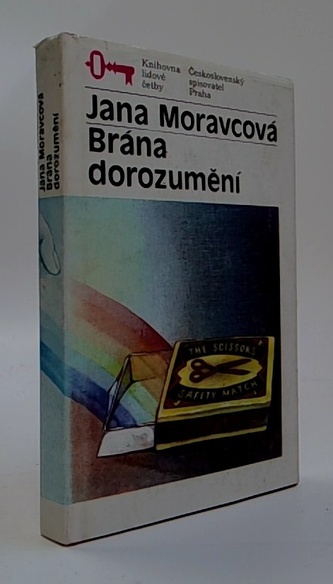 Knihovna
lidové
četby
Československý
spisovatel
Praha
Jana Moravcová
Brána
dorozumění
THE SCISSORS
SAFETY MATCH
Jana Moravcová
Brána
dorozumění